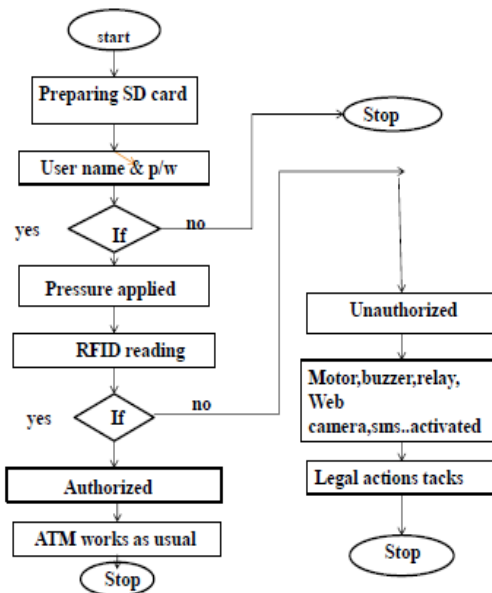 start
Preparing SD card
Stop
User name & p/w
yes
If
no
Pressure applied
Unauthorized
RFID reading
Motor,buzzer,relay,
Web
camera,sms..activated
yes
If
no
Legal actions tacks
Authorized
ATM works as usual
Stop
Stop